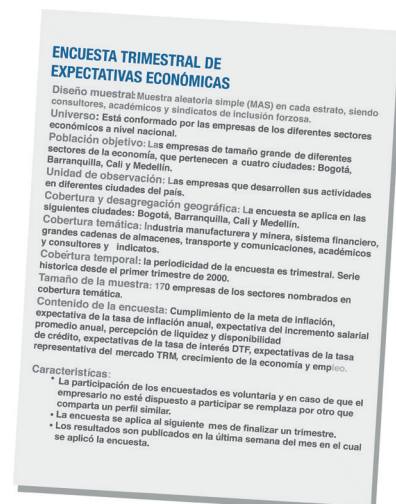 ENCUESTA TRIMESTRAL DE
EXPECTATIVAS ECONÓMICAS
Diseño muestral: Muestra aleatoria simple (MAS) en cada estrato, siendo
consultores, académicos y sindicatos de inclusión forzosa.
Universo: Está conformado por las empresas de los diferentes sectores
económicos a nivel nacional.
Población objetivo: Las empresas de tamaño grande de diferentes
sectores de la economía, que pertenecen a cuatro ciudades: Bogotá,
Barranquilla, Cali y Medellín.
Unidad de observación: Las empresas que desarrollen sus actividades
en diferentes ciudades del país.
Cobertura y desagregación geográfica: La encuesta se aplica en las
siguientes ciudades: Bogotá, Barranquilla, Cali y Medellín.
Cobertura temática: Industria manufacturera y minera, sistema financiero,
grandes cadenas de almacenes, transporte y comunicaciones, académicos
y consultores y indicatos.
Cobertura temporal: la periodicidad de la encuesta es trimestral. Serie
historica desde el primer trimestre de 2000.
Tamaño de la muestra: 170 empresas de los sectores nombrados en
cobertura temática.
Contenido de la encuesta: Cumplimiento de la meta de inflación,
expectativa de la tasa de inflación anual, expectativa del incremento salarial
promedio anual, percepción de liquidez y disponibilidad
de crédito, expectativas de la tasa de interés DTF, expectativas de la tasa
representativa del mercado TRM, crecimiento de la economía y empleo.
Características:
• La participación de los encuestados es voluntaria y en caso de que el
empresario no esté dispuesto a participar se remplaza por otro que
comparta un perfil similar.
• La encuesta se aplica al siguiente mes de finalizar un trimestre.
• Los resultados son publicados en la última semana del mes en el cual
se aplicó la encuesta.